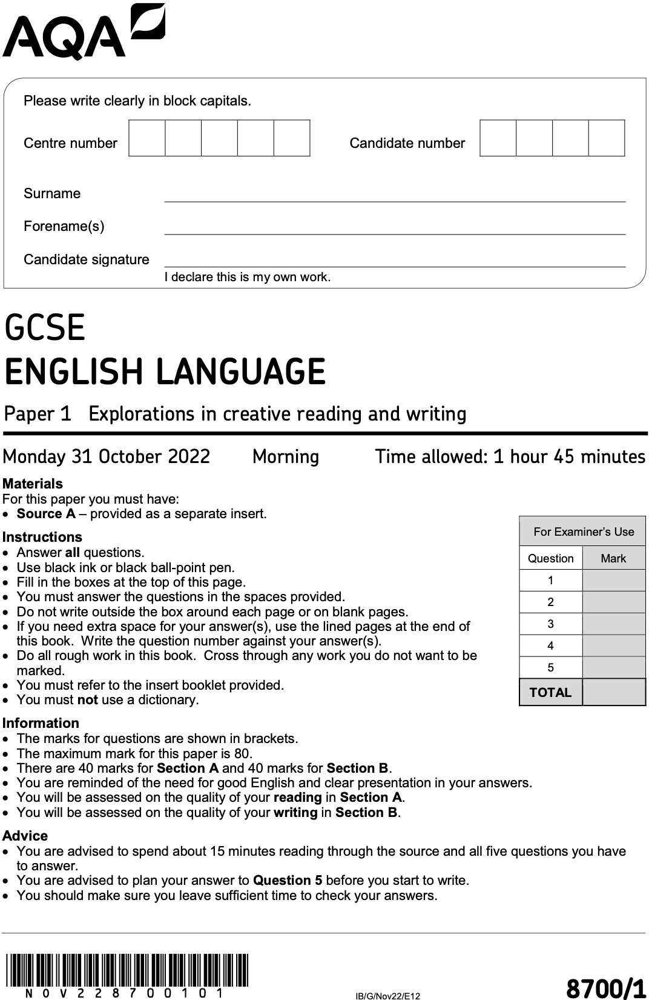 AQA
Please write clearly in block capitals.
Centre number
Candidate number
Surname
Forename(s)
Candidate signature
I declare this is my own work.
GCSE
ENGLISH LANGUAGE
Paper 1 Explorations in creative reading and writing
Monday 31 October 2022 Morning Time allowed: 1 hour 45 minutes
Materials
For this paper you must have:
• Source A – provided as a separate insert.
Instructions
• Answer all questions.
• Use black ink or black ball-point pen.
• Fill in the boxes at the top of this page.
• You must answer the questions in the spaces provided.
• Do not write outside the box around each page or on blank pages.
• If you need extra space for your answer(s), use the lined pages at the end of
this book. Write the question number against your answer(s).
• Do all rough work in this book. Cross through any work you do not want to be
marked.
• You must refer to the insert booklet provided.
• You must not use a dictionary.
For Examiner's Use
Question Mark
1
2
3
4
5
TOTAL
Information
• The marks for questions are shown in brackets.
• The maximum mark for this paper is 80.
• There are 40 marks for Section A and 40 marks for Section B.
• You are reminded of the need for good English and clear presentation in your answers.
• You will be assessed on the quality of your reading in Section A.
• You will be assessed on the quality of your writing in Section B.
Advice
• You are advised to spend about 15 minutes reading through the source and all five questions you have
to answer.
• You are advised to plan your answer to Question 5 before you start to write.
• You should make sure you leave sufficient time to check your answers.
NOV228700101
IB/G/Nov22/E12
8700/1